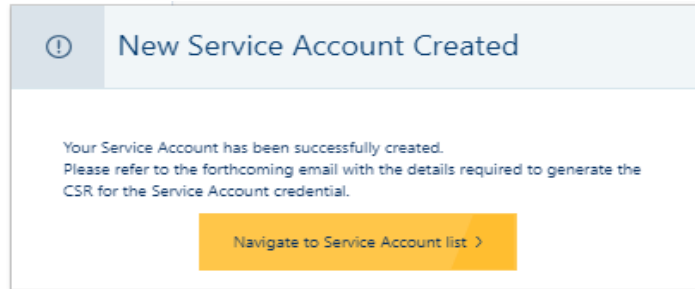 New Service Account Created
Your Service Account has been successfully created.
Please refer to the forthcoming email with the details required to generate the
CSR for the Service Account credential.
Navigate to Service Account list >